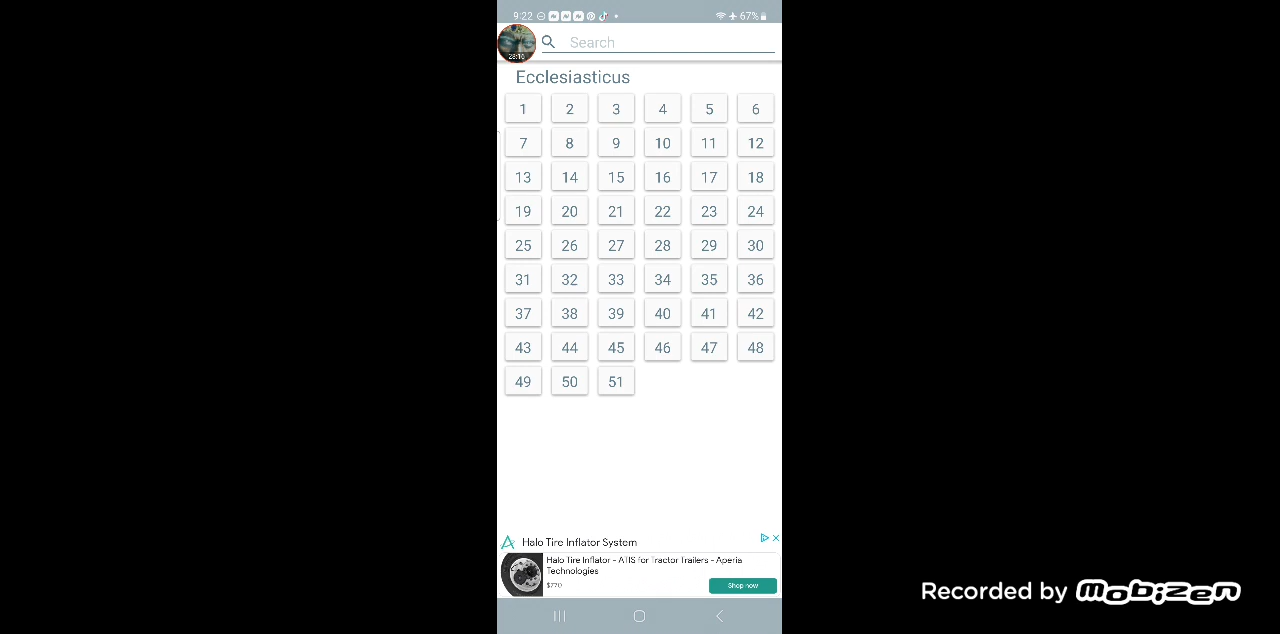 9:22
67%
28:16
Search
Ecclesiasticus
1 2 3 4 5 6
7 8 9 10 11 12
13 14 15 16 17 18
19 20 21 22 23 24
25 26 27 28 29 30
31 32 33 34 35 36
37 38 39 40 41 42
43 44 45 46 47 48
49 50 51
Halo Tire Inflator System
Halo Tire Inflator - ATIS for Tractor Trailers - Aperia
Technologies
$770
Shop now
Recorded by mobizen